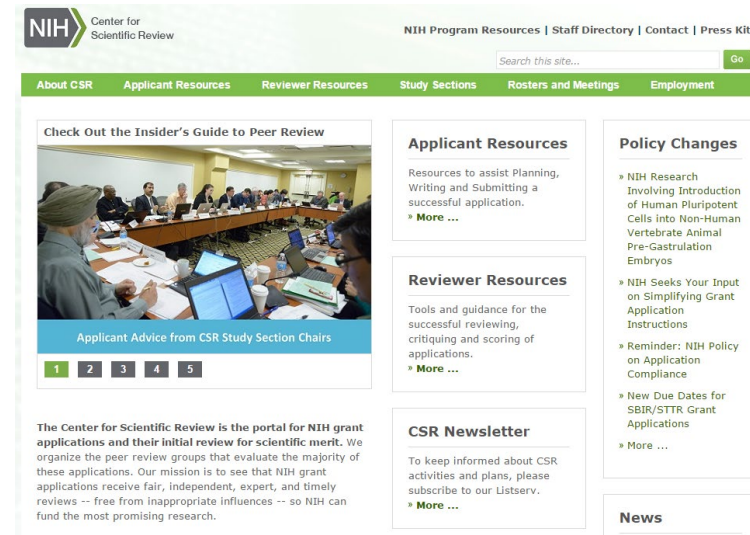 NIH
Center for
Scientific Review
NIH Program Resources | Staff Directory | Contact | Press Kit
Search this site...
Go
About CSR
Applicant Resources
Reviewer Resources
Study Sections
Rosters and Meetings
Employment
Check Out the Insider's Guide to Peer Review
Applicant Advice from CSR Study Section Chairs
1 2 3 4 5
The Center for Scientific Review is the portal for NIH grant
applications and their initial review for scientific merit. We
organize the peer review groups that evaluate the majority of
these applications. Our mission is to see that NIH grant
applications receive fair, independent, expert, and timely
reviews -- free from inappropriate influences -- so NIH can
fund the most promising research.
Applicant Resources
Resources to assist Planning,
Writing and Submitting a
successful application.
» More ...
Reviewer Resources
Tools and guidance for the
successful reviewing,
critiquing and scoring of
applications.
» More ...
CSR Newsletter
To keep informed about CSR
activities and plans, please
subscribe to our Listserv.
» More ...
Policy Changes
» NIH Research
Involving Introduction
of Human Pluripotent
Cells into Non-Human
Vertebrate Animal
Pre-Gastrulation
Embryos
» NIH Seeks Your Input
on Simplifying Grant
Application
Instructions
» Reminder: NIH Policy
on Application
Compliance
» New Due Dates for
SBIR/STTR Grant
Applications
» More ...
News